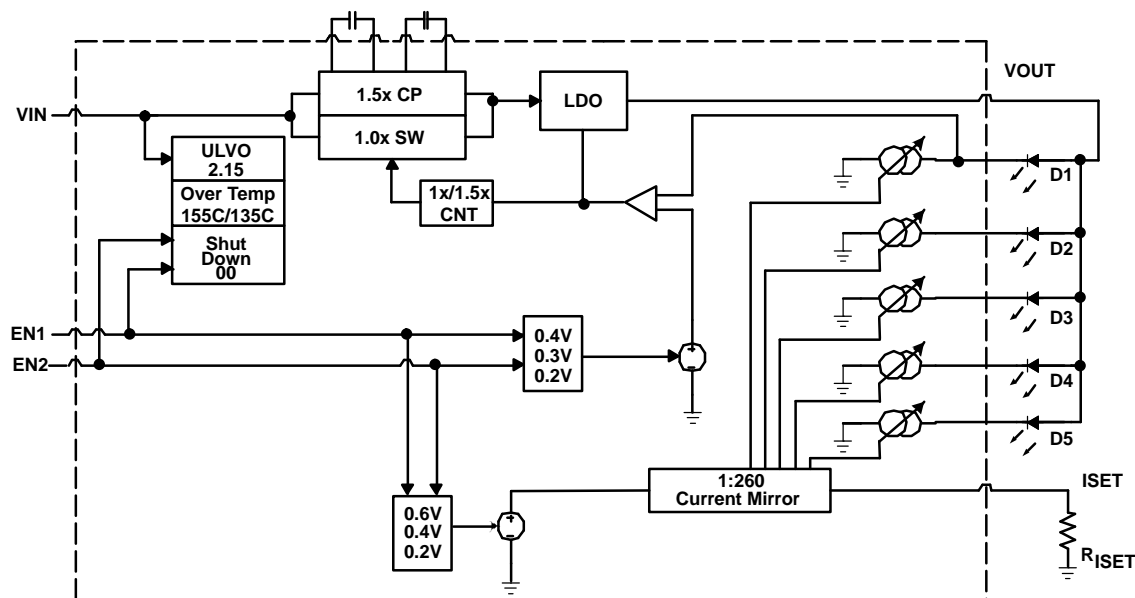 VOUT
1.5x CP
LDO
VIN
1.0x SW
ULVO
2.15
D1
1x/1.5x
CNT
Over Temp
155C/135C
Shut
Down
00
D2
D3
EN1
EN2
0.4V
0.3V
0.2V
+
–
D4
D5
1:260
Current Mirror
ISET
0.6V
0.4V
0.2V
+
–
RISET